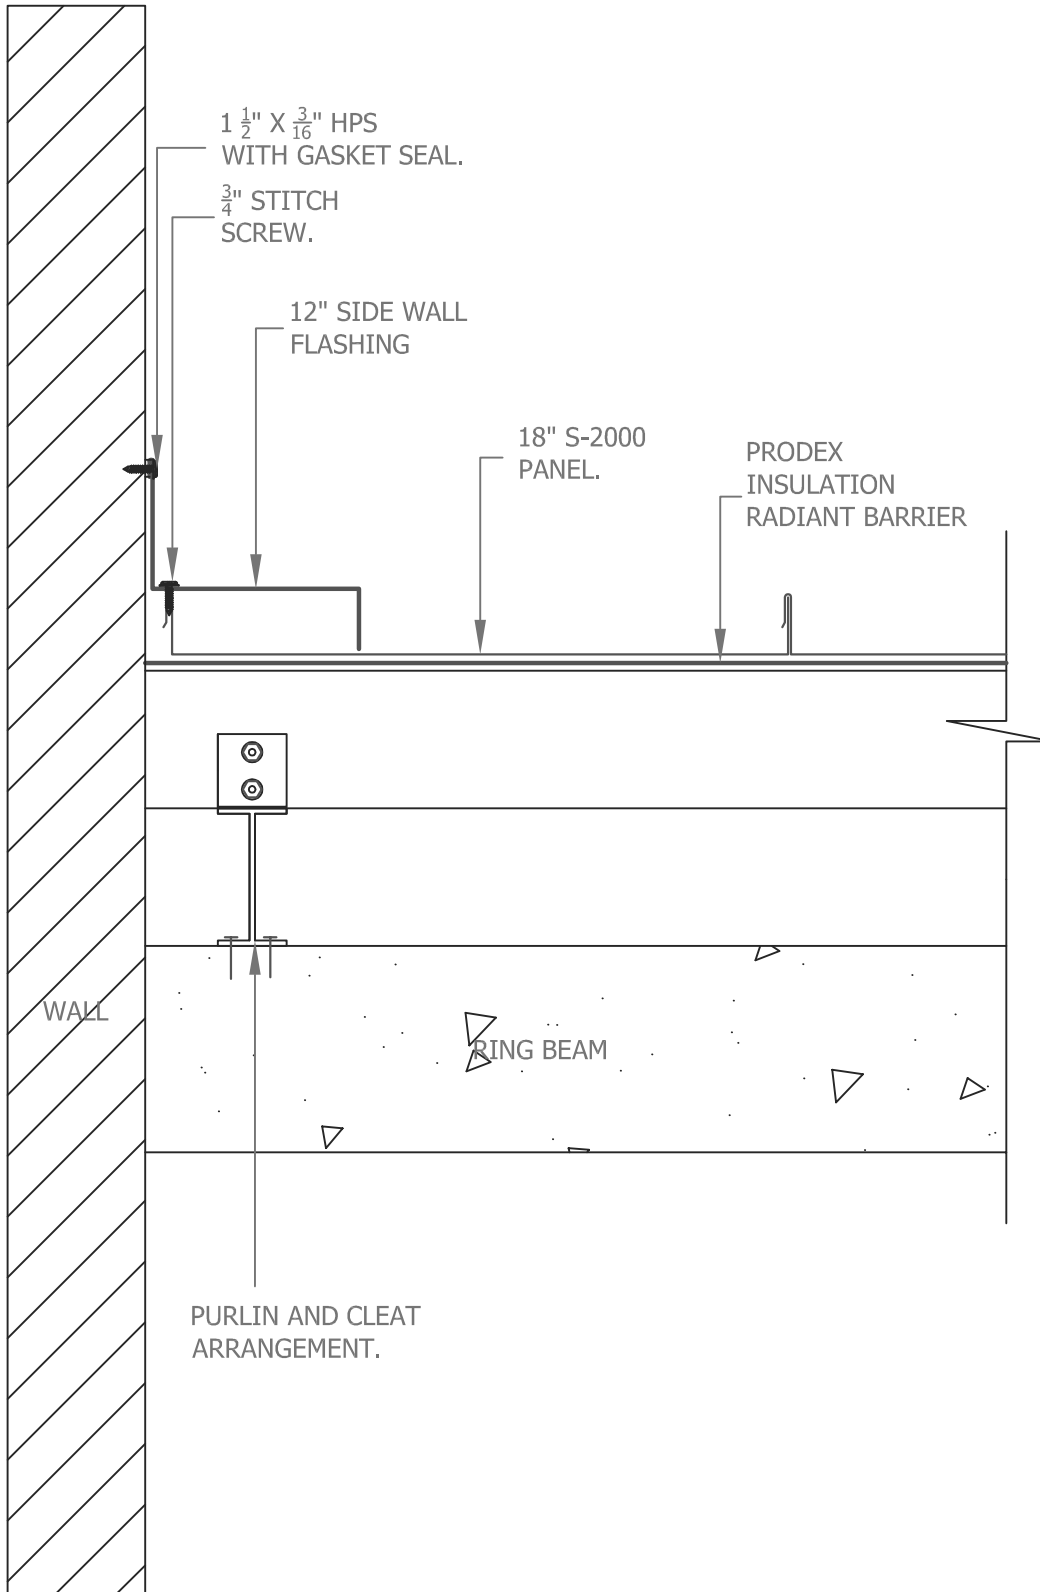 1 1/2" X 3/16" HPS
WITH GASKET SEAL.
3/4" STITCH
SCREW.
12" SIDE WALL
FLASHING
18" S-2000
PANEL.
PRODEX
INSULATION
RADIANT BARRIER
WALL
RING BEAM
PURLIN AND CLEAT
ARRANGEMENT.